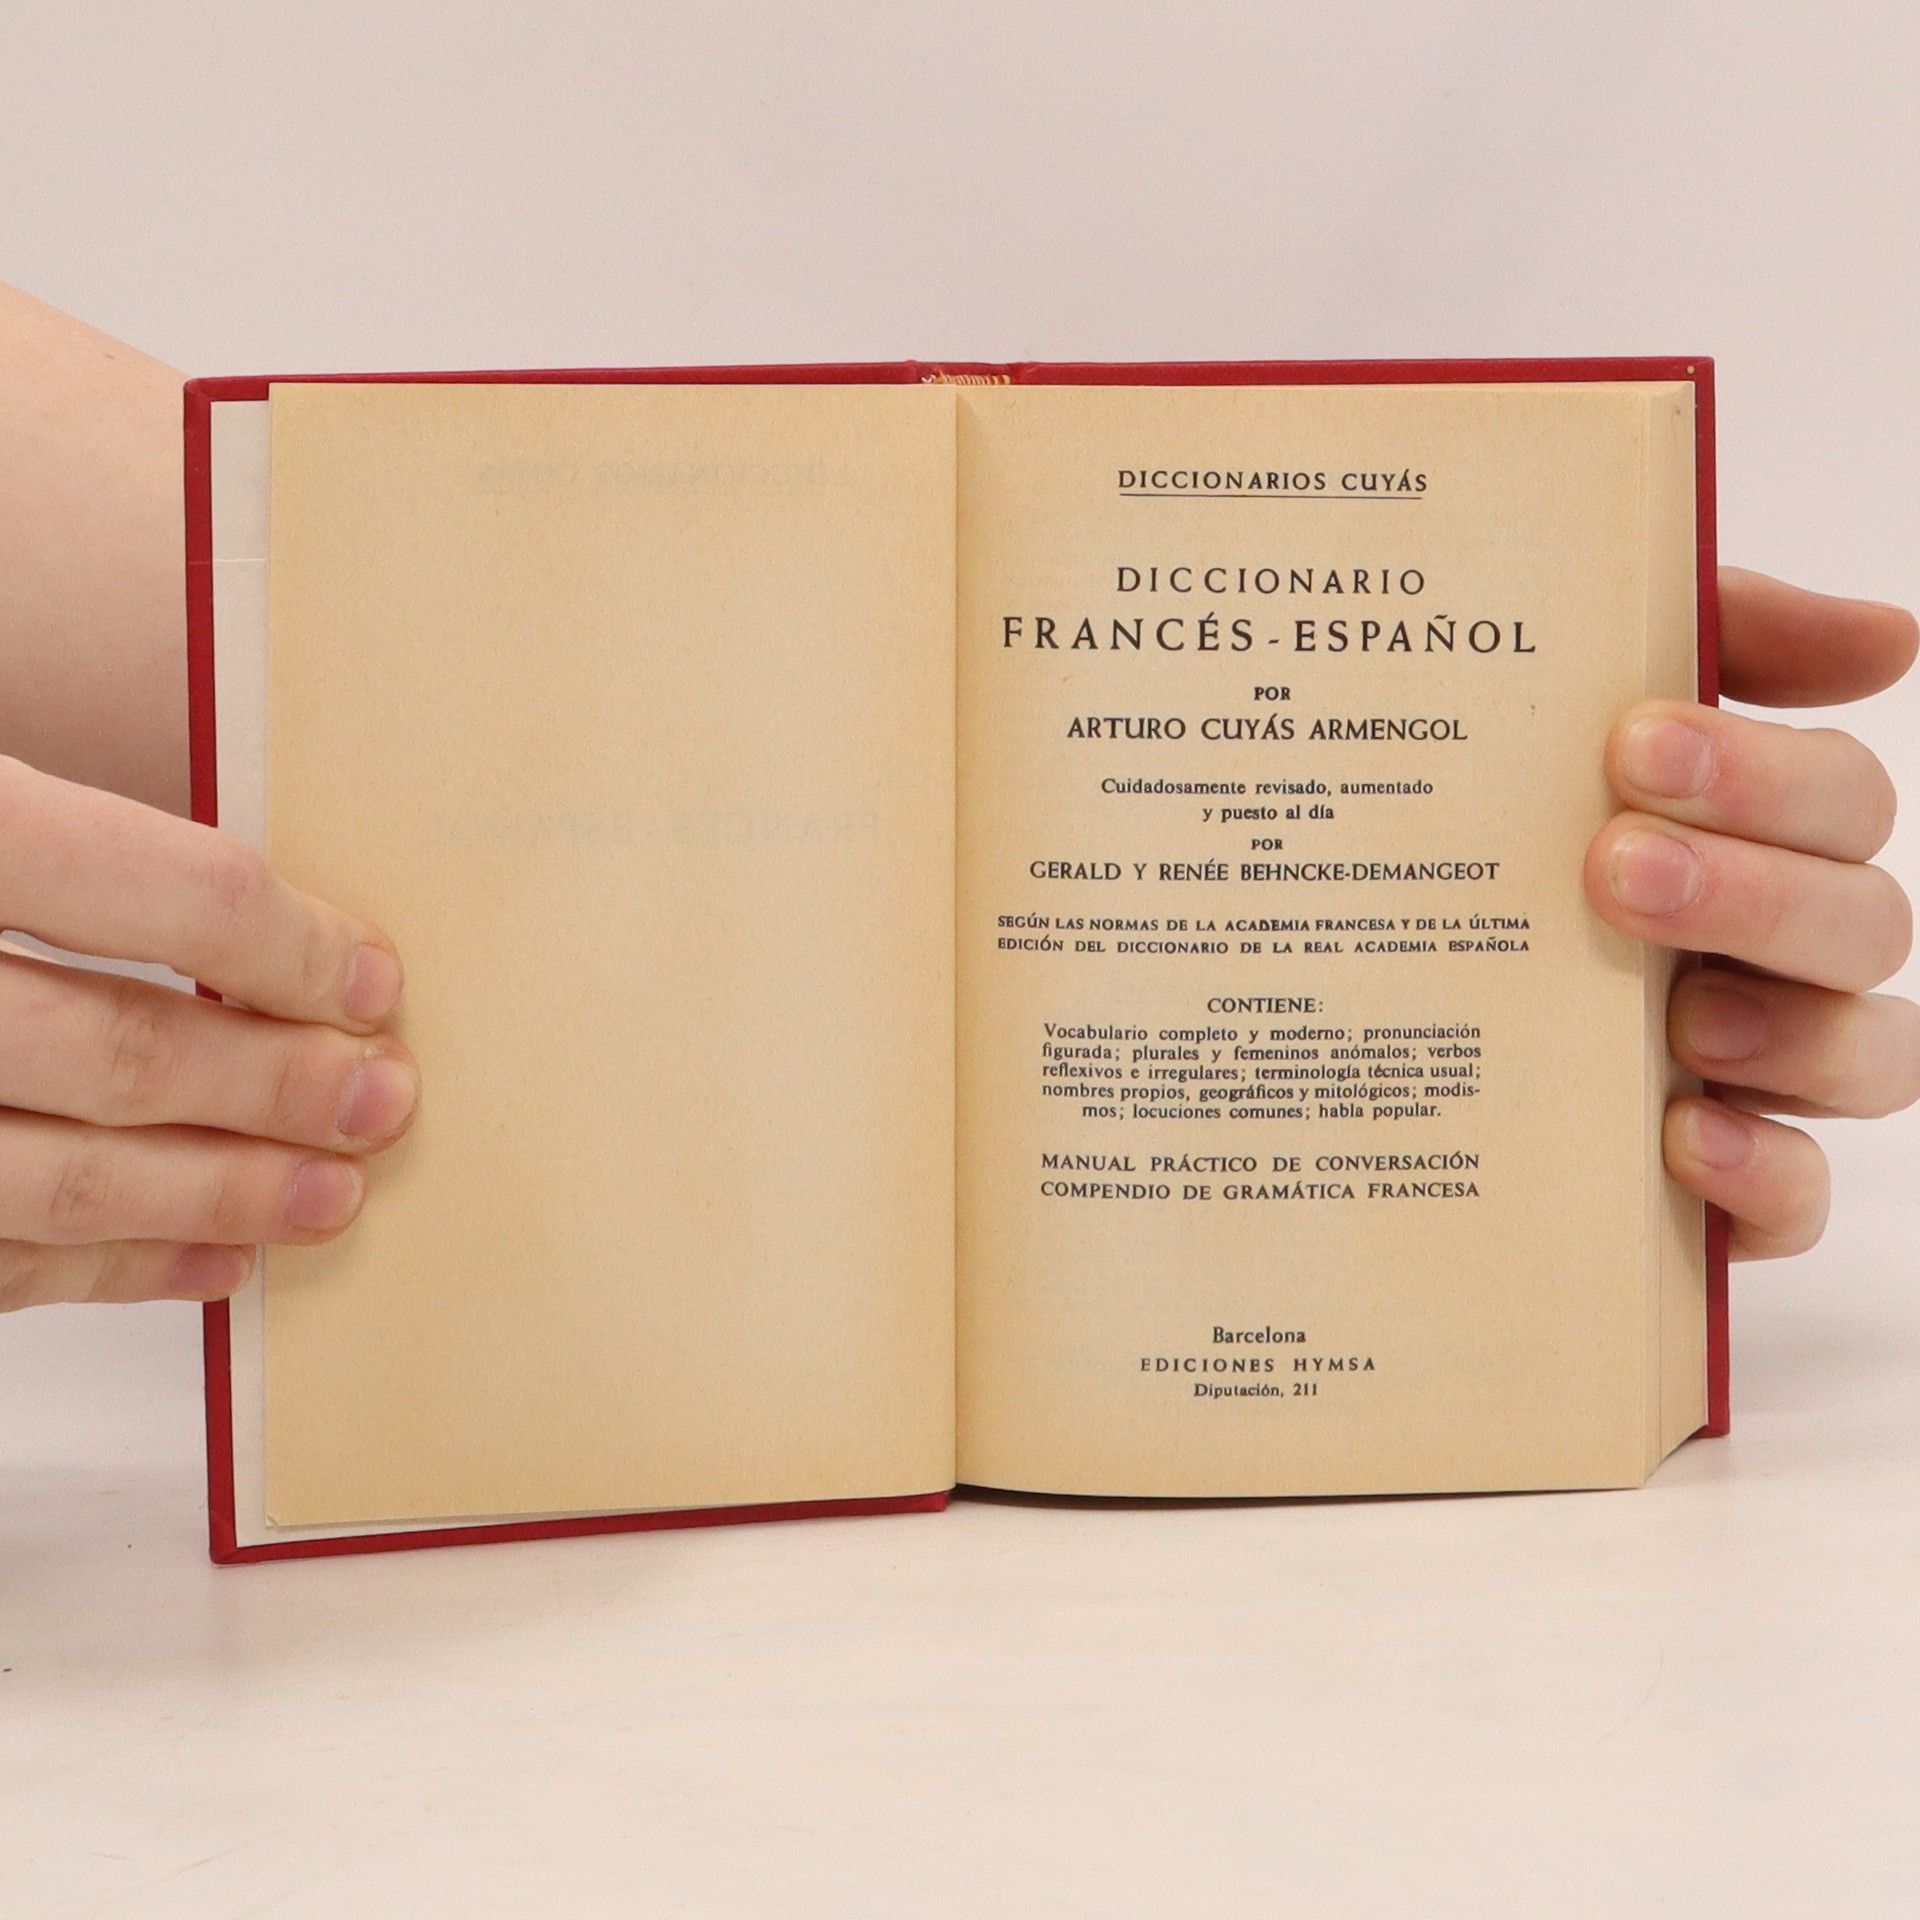 DICCIONARIOS CUYÁS
DICCIONARIO
FRANCÉS-ESPAÑOL
POR
ARTURO CUYÁS ARMENGOL
Cuidadosamente revisado, aumentado
y puesto al día
POR
GERALD Y RENÉE BEHNCKE-DEMANGEOT
SEGÚN LAS NORMAS DE LA ACADEMIA FRANCESA Y DE LA ÚLTIMA
EDICIÓN DEL DICCIONARIO DE LA REAL ACADEMIA ESPAÑOLA
CONTIENE:
Vocabulario completo y moderno; pronunciación
figurada; plurales y femeninos anómalos; verbos
reflexivos e irregulares; terminología técnica usual;
nombres propios, geográficos y mitológicos; modis-
mos; locuciones comunes; habla popular.
MANUAL PRÁCTICO DE CONVERSACIÓN
COMPENDIO DE GRAMÁTICA FRANCESA
Barcelona
EDICIONES HYMSA
Diputación, 211